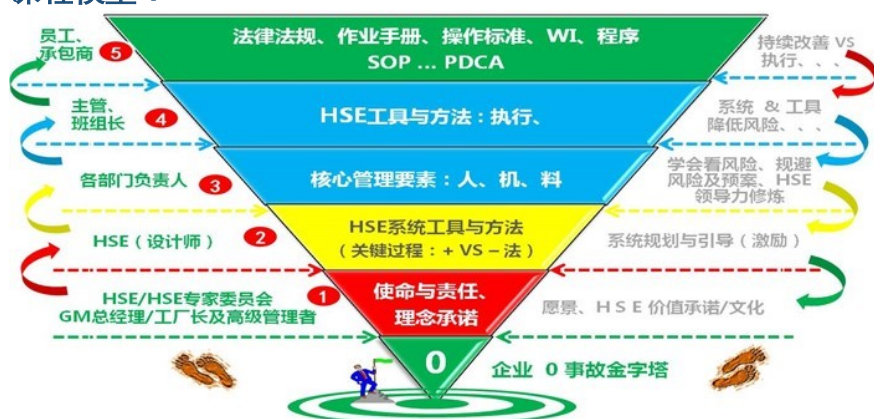 员工、
承包商
5
法律法规、作业手册、操作标准、WI、程序
SOP ... PDCA
持续改善 VS
执行、、、
主管、
班组长
4
HSE工具与方法：执行、
系统 & 工具
降低风险、、、
各部门负责人
3
核心管理要素：人、机、料
学会看风险、规避
风险及预案、HSE
领导力修炼
HSE（设计师）
2
HSE系统工具与方法
（关键过程：+ VS – 法）
系统规划与引导（激励）
HSE/HSE专家委员会
GM总经理/工厂长及高级管理者
1
使命与责任、
理念承诺
愿景、H S E 价值承诺/文化
0
企业 0 事故金字塔